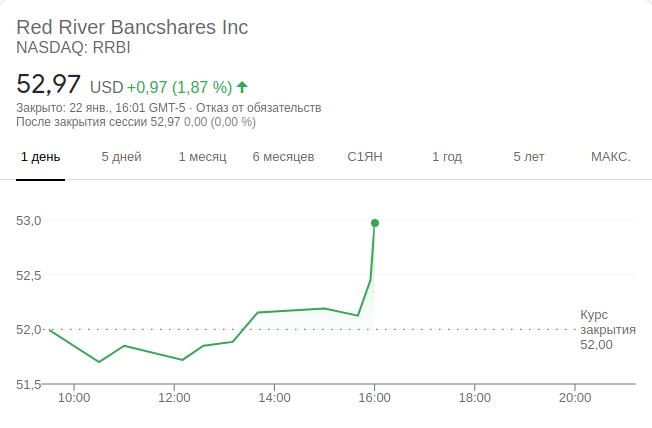 Red River Bancshares Inc
NASDAQ: RRBI
52,97 USD +0,97 (1,87 %)
Закрыто: 22 янв., 16:01 GMT-5 · Отказ от обязательств
После закрытия сессии 52,97 0,00 (0,00 %)
1 день 5 дней 1 месяц 6 месяцев С1ЯН 1 год 5 лет МАКС.
53,0
52,5
52,0
51,5
Курс
закрытия
52,00
10:00 12:00 14:00 16:00 18:00 20:00